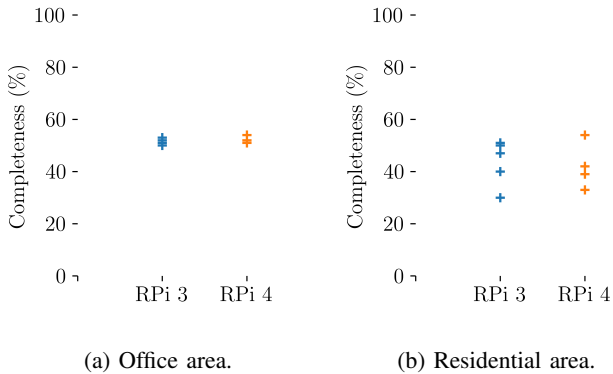 100
80
60
40
20
0
Completeness (%)
RPi 3 RPi 4
(a) Office area.
100
80
60
40
20
0
Completeness (%)
RPi 3 RPi 4
(b) Residential area.